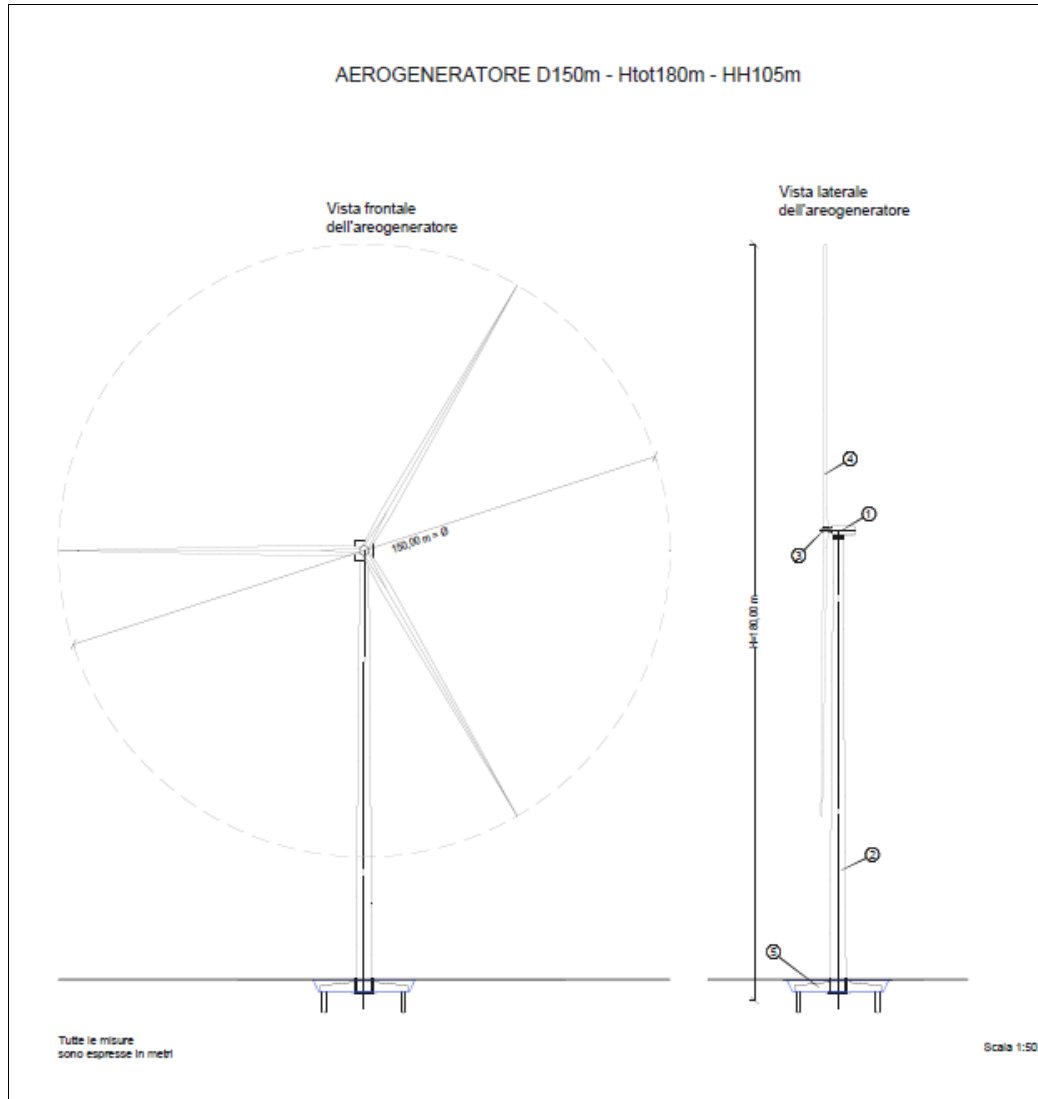 AEROGENERATORE D150m - Htot180m - HH105m
Vista frontale
dell'areogeneratore
Vista laterale
dell'areogeneratore
4
1
3
150,00 m = Ø
H=180,00 m
2
5
Tutte le misure
sono espresse in metri
Scala 1:50